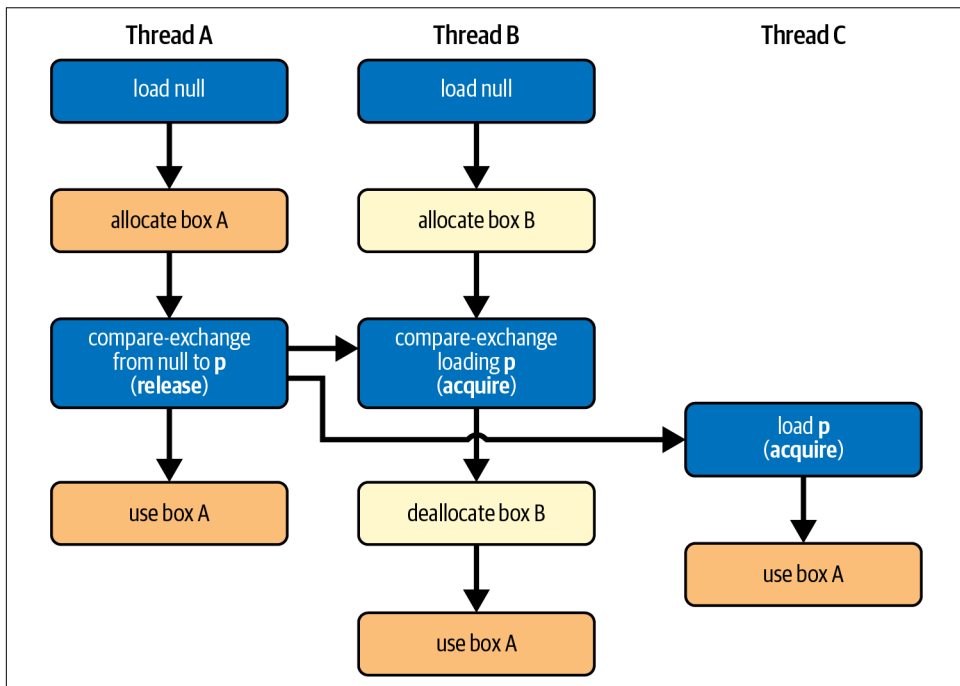 Thread A
Thread B
Thread C
load null
load null
allocate box A
allocate box B
compare-exchange
from null to p
(release)
compare-exchange
loading p
(acquire)
load p
(acquire)
use box A
deallocate box B
use box A
use box A